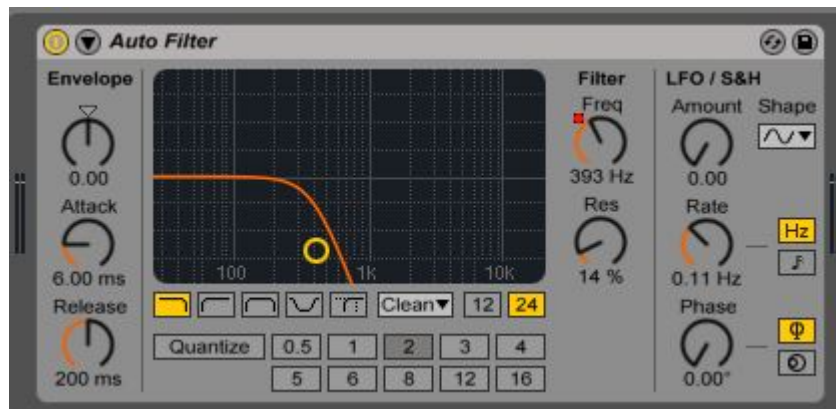 Auto Filter
Envelope
0.00
Attack
6.00 ms
Release
200 ms
100 1k 10k
Clean 12 24
Quantize 0.5 1 2 3 4
5 6 8 12 16
Filter
Freq
393 Hz
Res
14 %
LFO / S&H
Amount Shape
0.00
Rate
Hz
0.11 Hz
Phase
Φ
0.00°